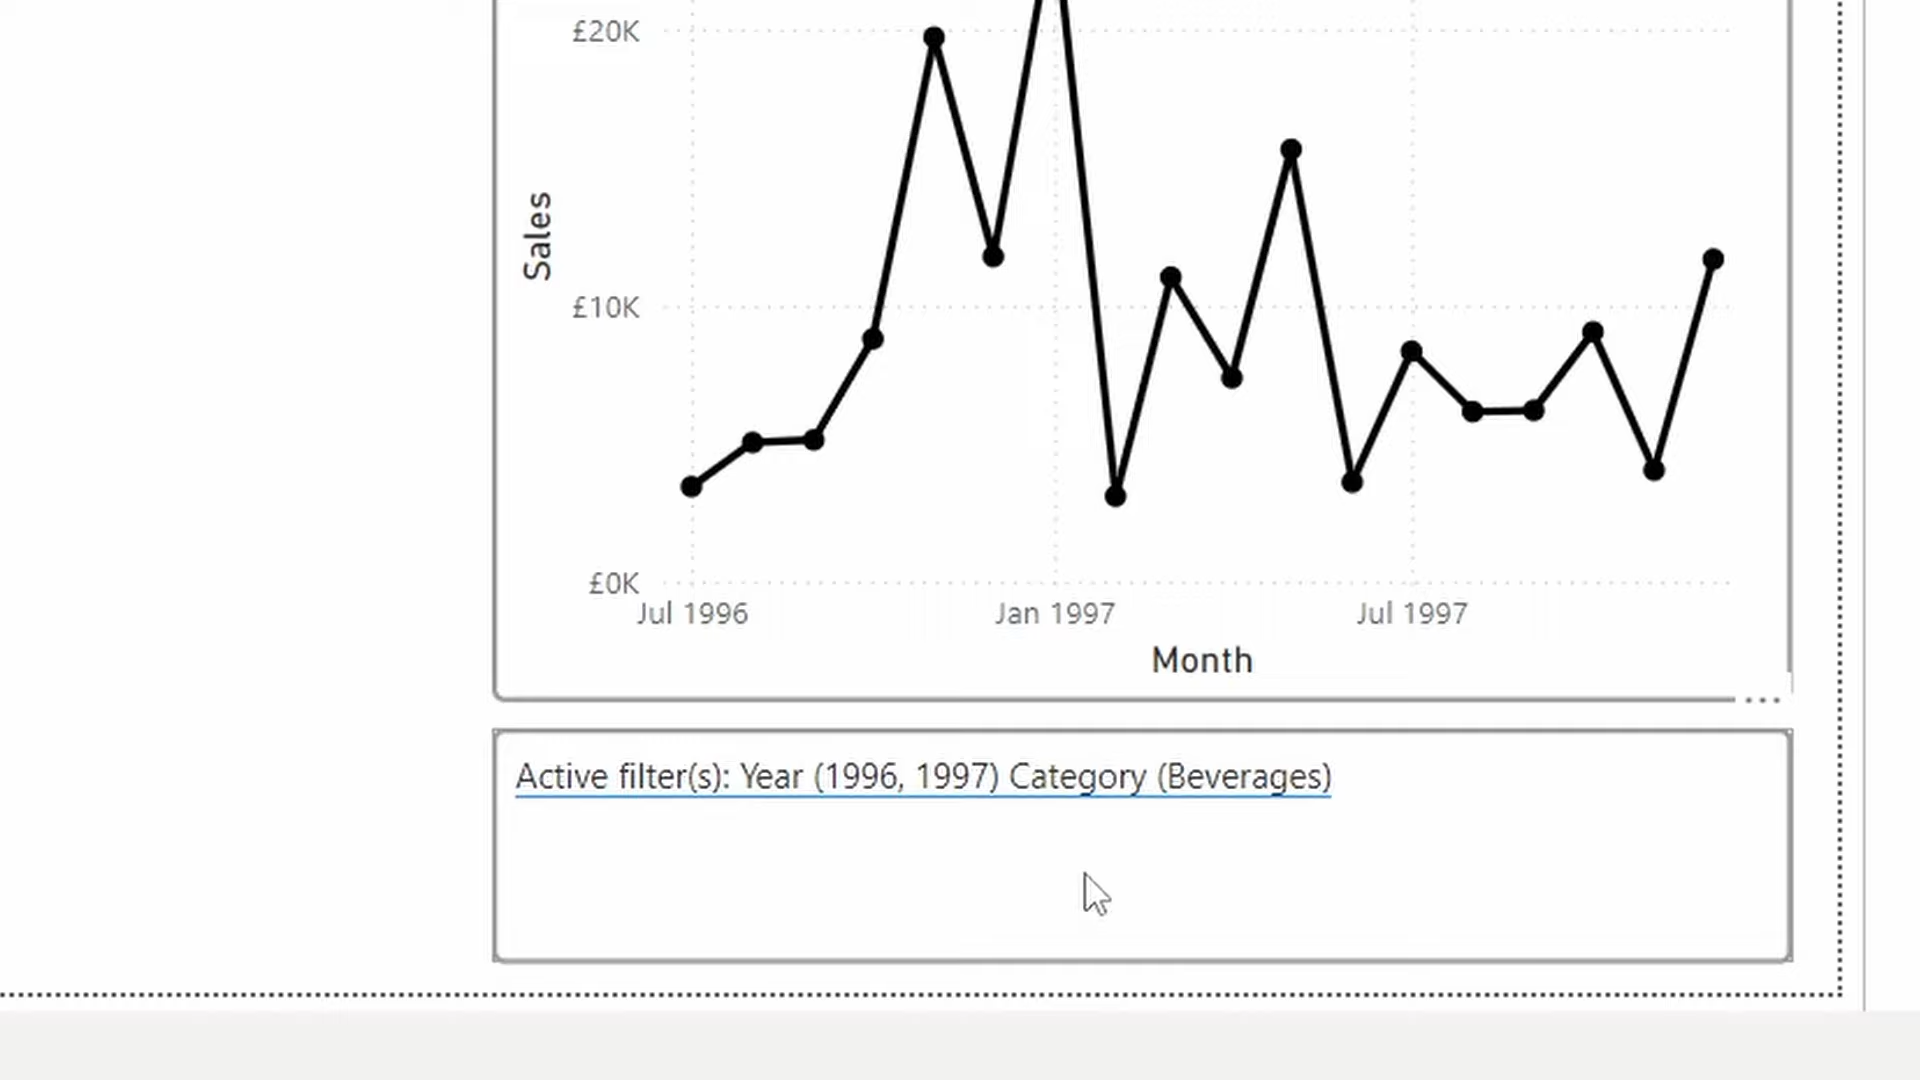 £20K
Sales
£10K
£0K
Jul 1996 Jan 1997 Jul 1997
Month
Active filter(s): Year (1996, 1997) Category (Beverages)